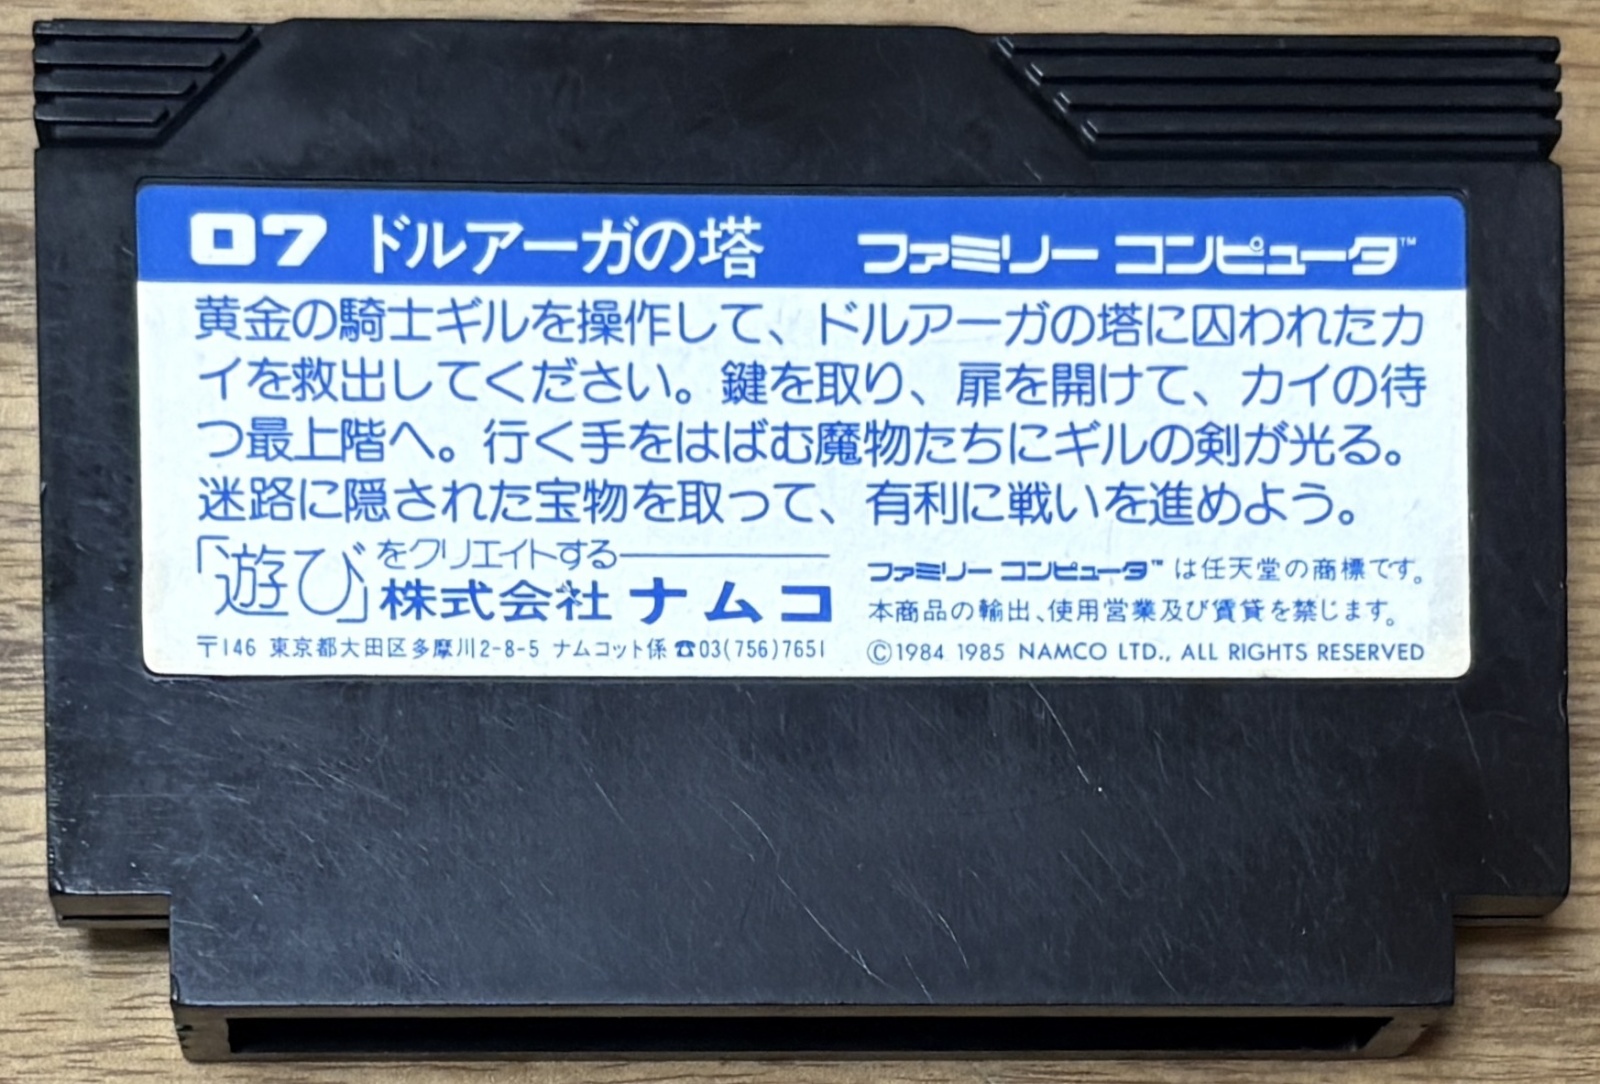 07 ドルアーガの塔 ファミリー コンピュータ™
黄金の騎士ギルを操作して、ドルアーガの塔に囚われたカ
イを救出してください。鍵を取り、扉を開けて、カイの待
つ最上階へ。行く手をはばむ魔物たちにギルの剣が光る。
迷路に隠された宝物を取って、有利に戦いを進めよう。
「遊び」をクリエイトする
株式会社 ナムコ
〒146 東京都大田区多摩川2-8-5 ナムコット係 ☎03(756)7651
ファミリー コンピュータ™ は任天堂の商標です。
本商品の輸出、使用営業及び賃貸を禁じます。
©1984 1985 NAMCO LTD., ALL RIGHTS RESERVED